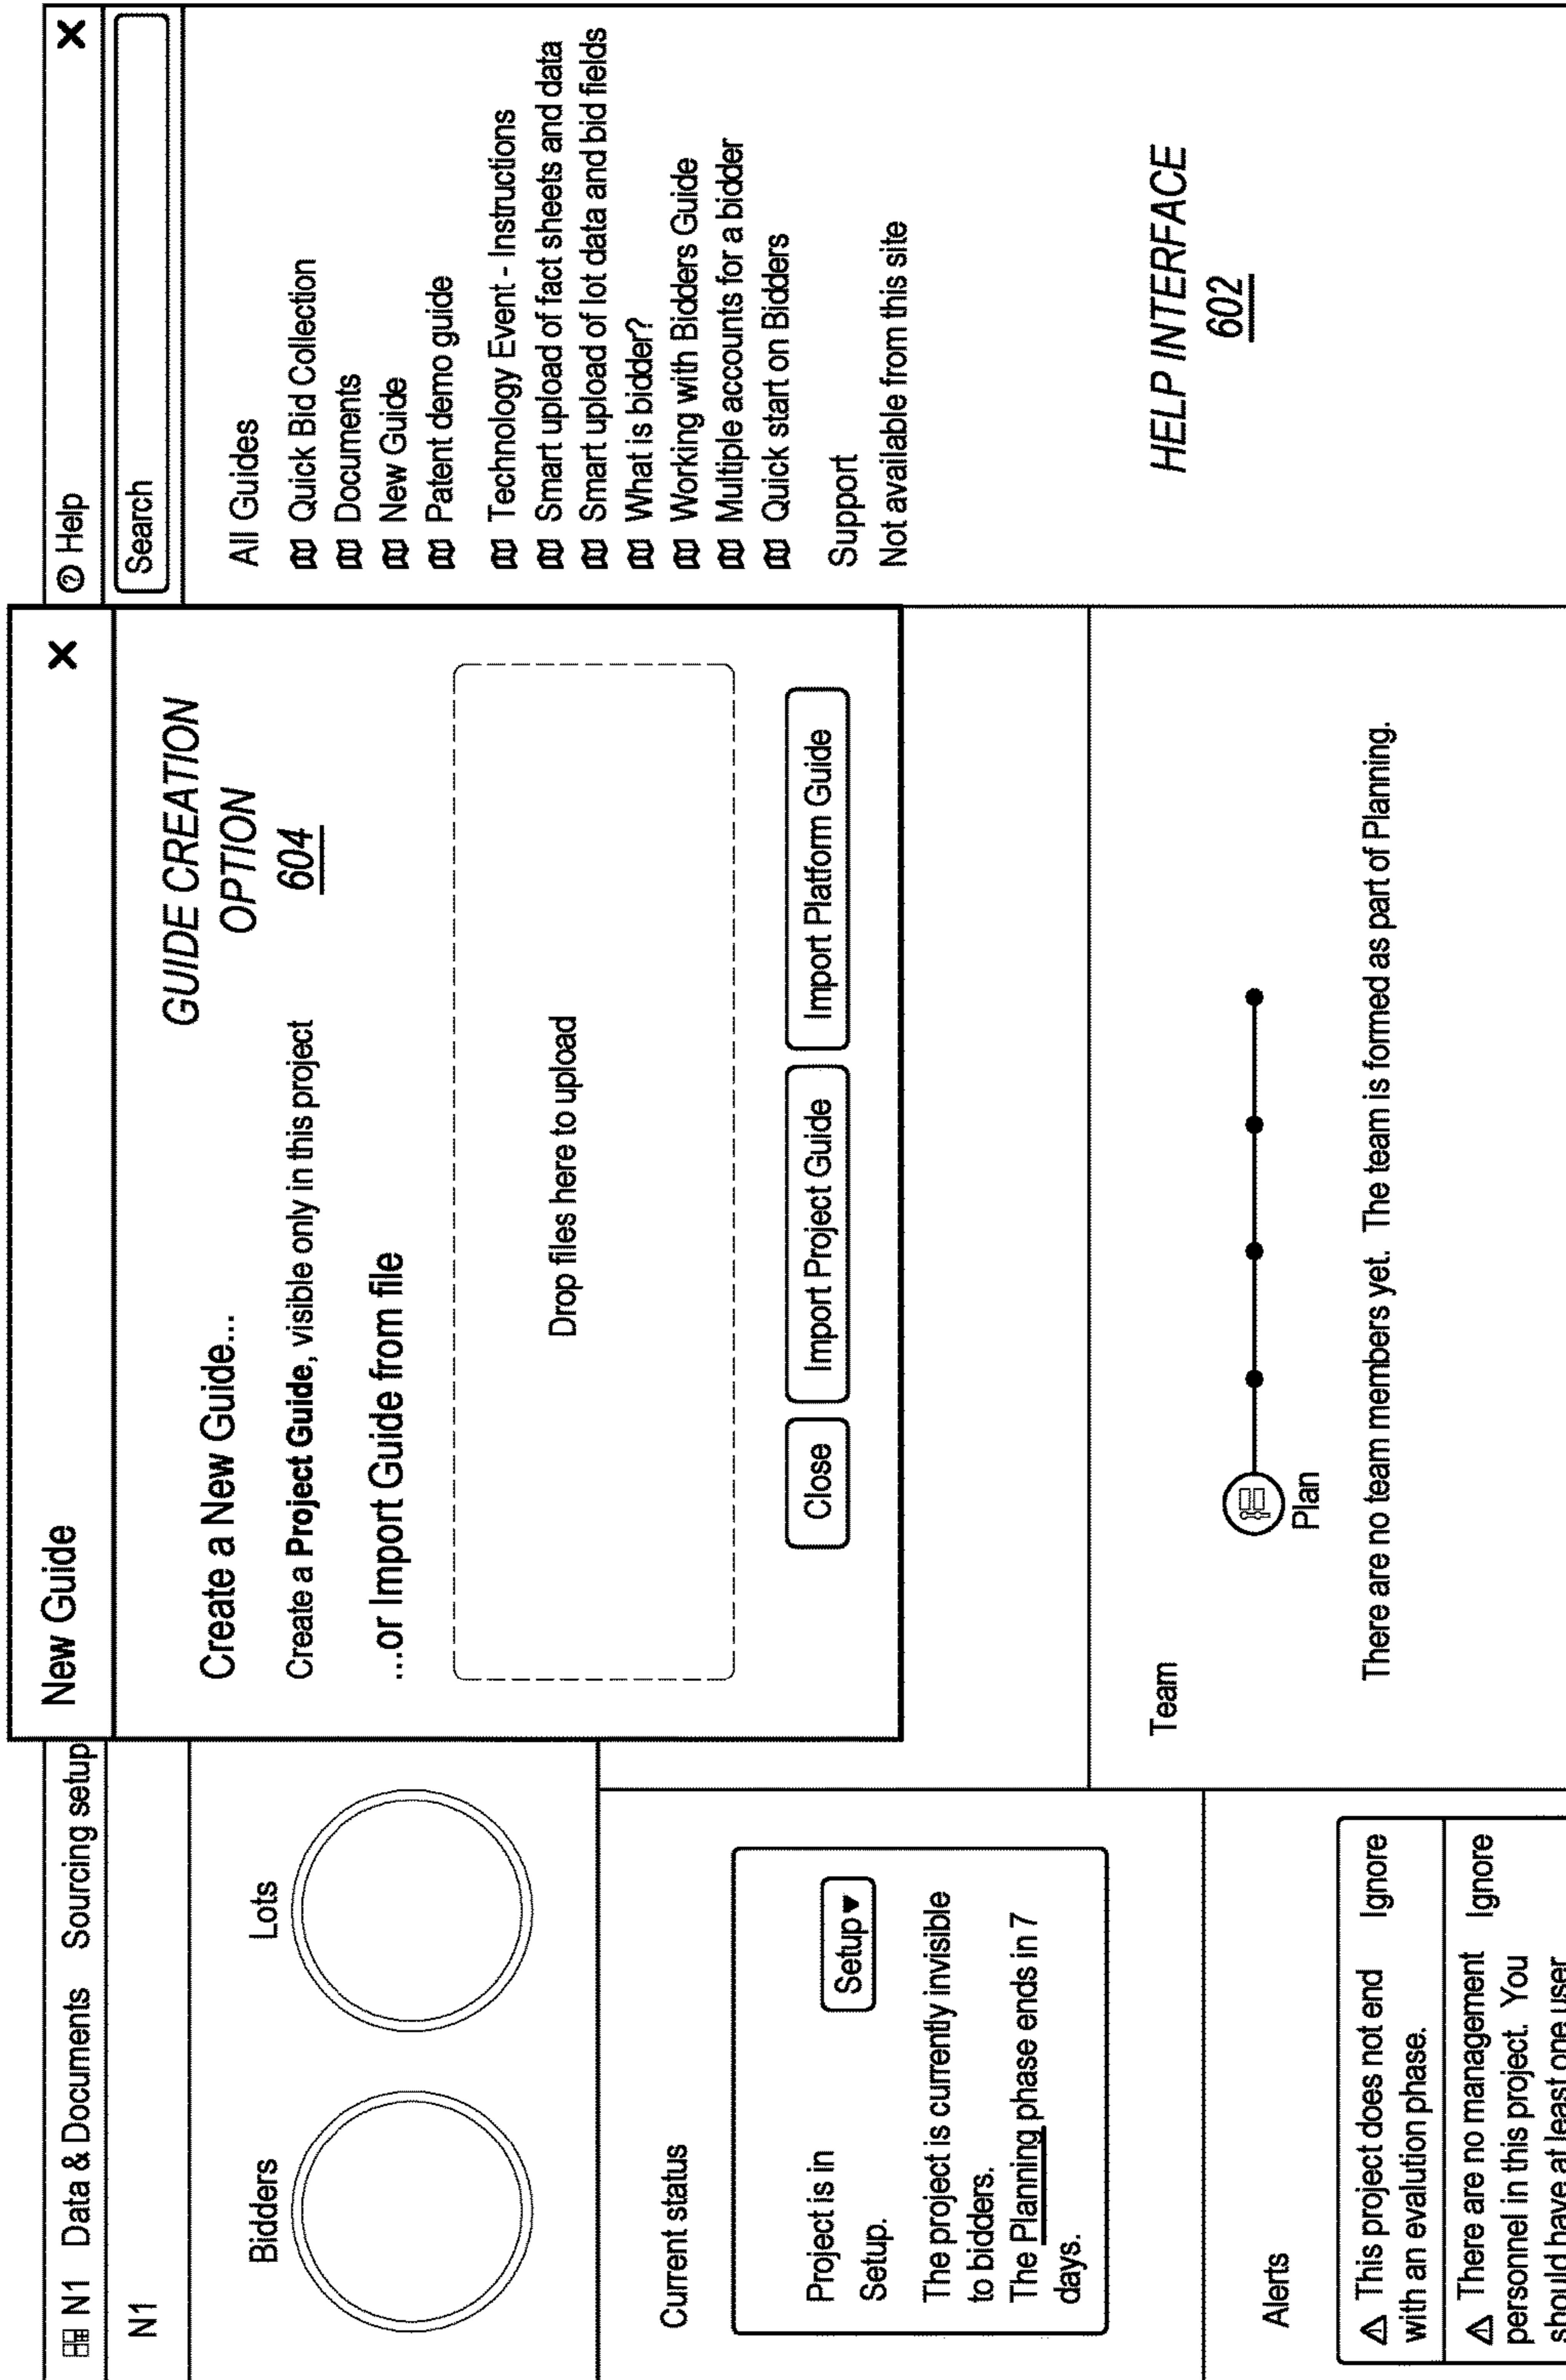 N1 Data & Documents Sourcing setup
N1
Bidders
Lots
Current status
Project is in
Setup.
Setup
The project is currently invisible
to bidders.
The Planning phase ends in 7
days.
Alerts
This project does not end
with an evalution phase.
Ignore
There are no management
personnel in this project. You
should have at least one user
Ignore
New Guide
X
GUIDE CREATION
OPTION
604
Create a New Guide...
Create a Project Guide, visible only in this project
...or Import Guide from file
Drop files here to upload
Close
Import Project Guide
Import Platform Guide
Team
Plan
There are no team members yet. The team is formed as part of Planning.
? Help
X
Search
All Guides
Quick Bid Collection
Documents
New Guide
Patent demo guide
Technology Event - Instructions
Smart upload of fact sheets and data
Smart upload of lot data and bid fields
What is bidder?
Working with Bidders Guide
Multiple accounts for a bidder
Quick start on Bidders
Support
Not available from this site
HELP INTERFACE
602